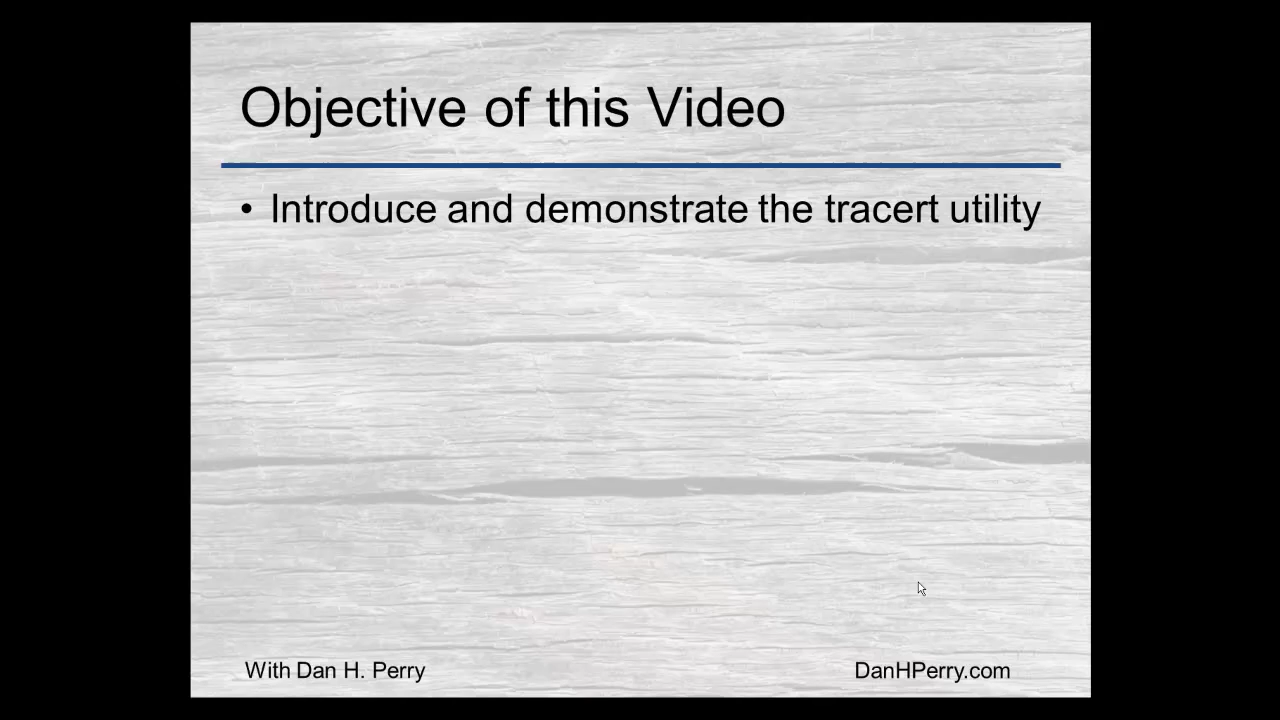 Objective of this Video
• Introduce and demonstrate the tracert utility
With Dan H. Perry
DanHPerry.com